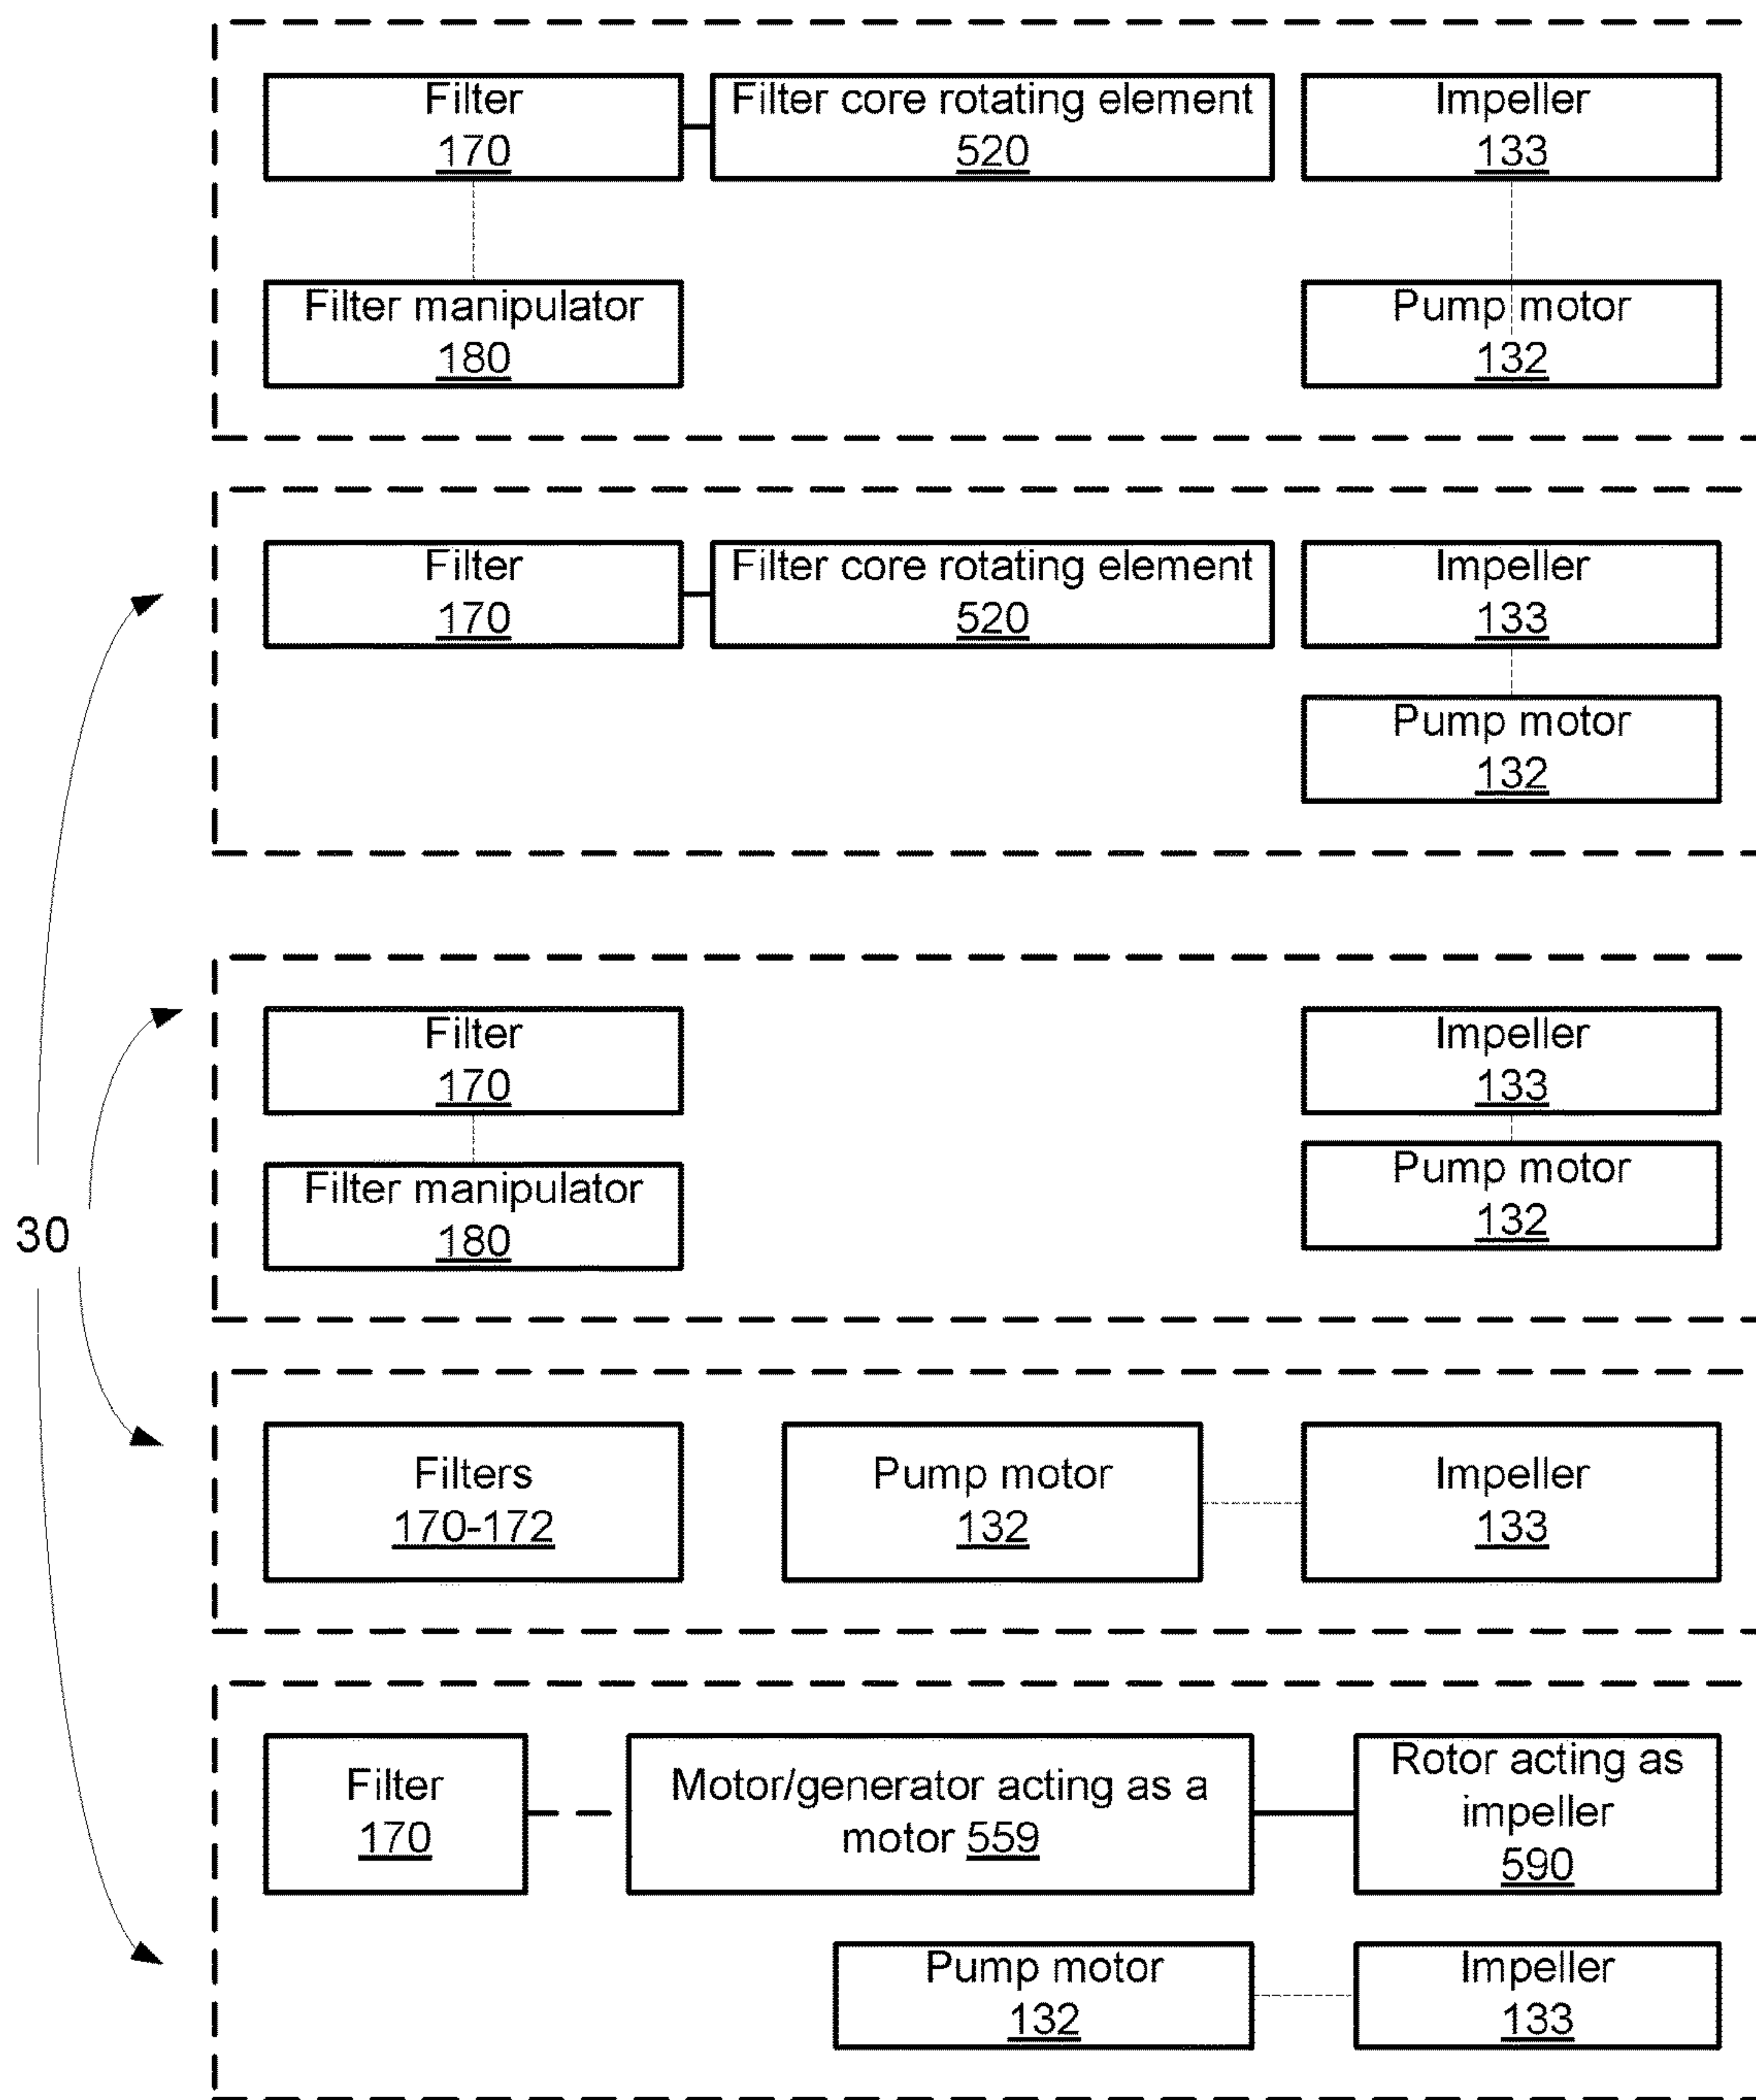 Filter
170
Filter core rotating element
520
Impeller
133
Filter manipulator
180
Pump motor
132
Filter
170
Filter core rotating element
520
Impeller
133
Pump motor
132
Filter
170
Impeller
133
Filter manipulator
180
Pump motor
132
30
Filters
170-172
Pump motor
132
Impeller
133
Filter
170
Motor/generator acting as a
motor 559
Rotor acting as
impeller
590
Pump motor
132
Impeller
133